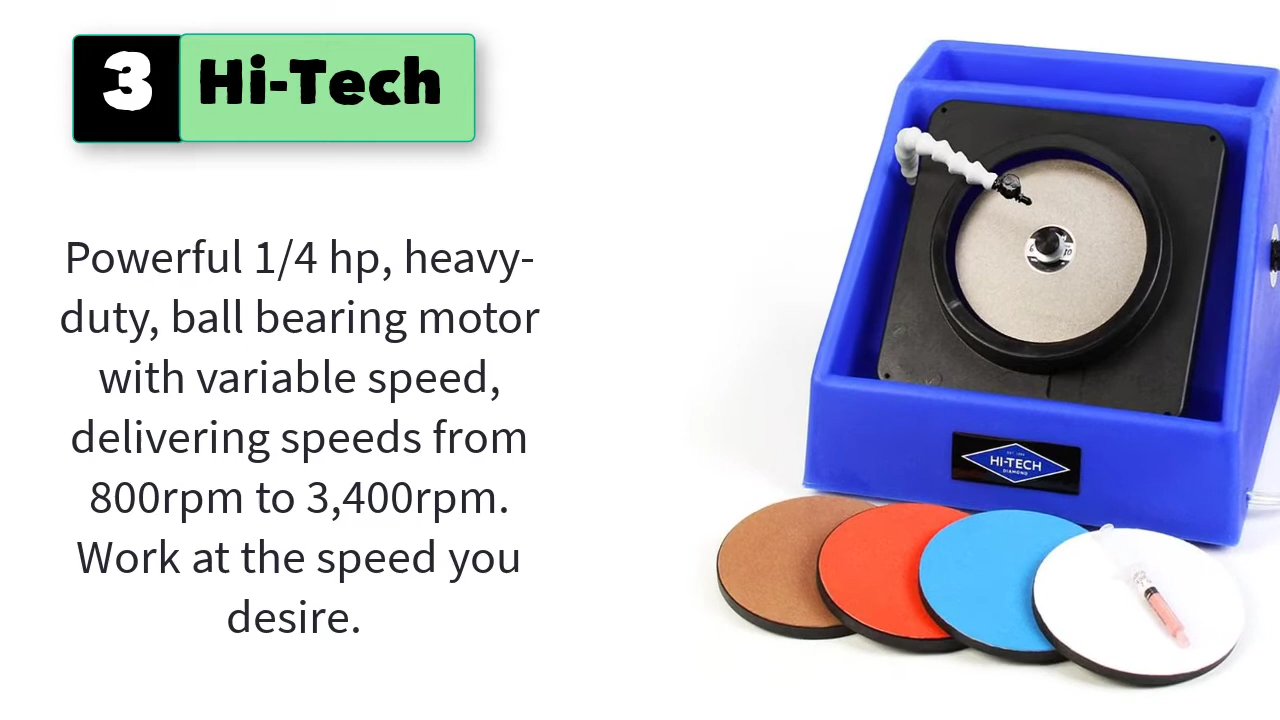 3 Hi-Tech
Powerful 1/4 hp, heavy-
duty, ball bearing motor
with variable speed,
delivering speeds from
800rpm to 3,400rpm.
Work at the speed you
desire.
HI-TECH
DIAMOND